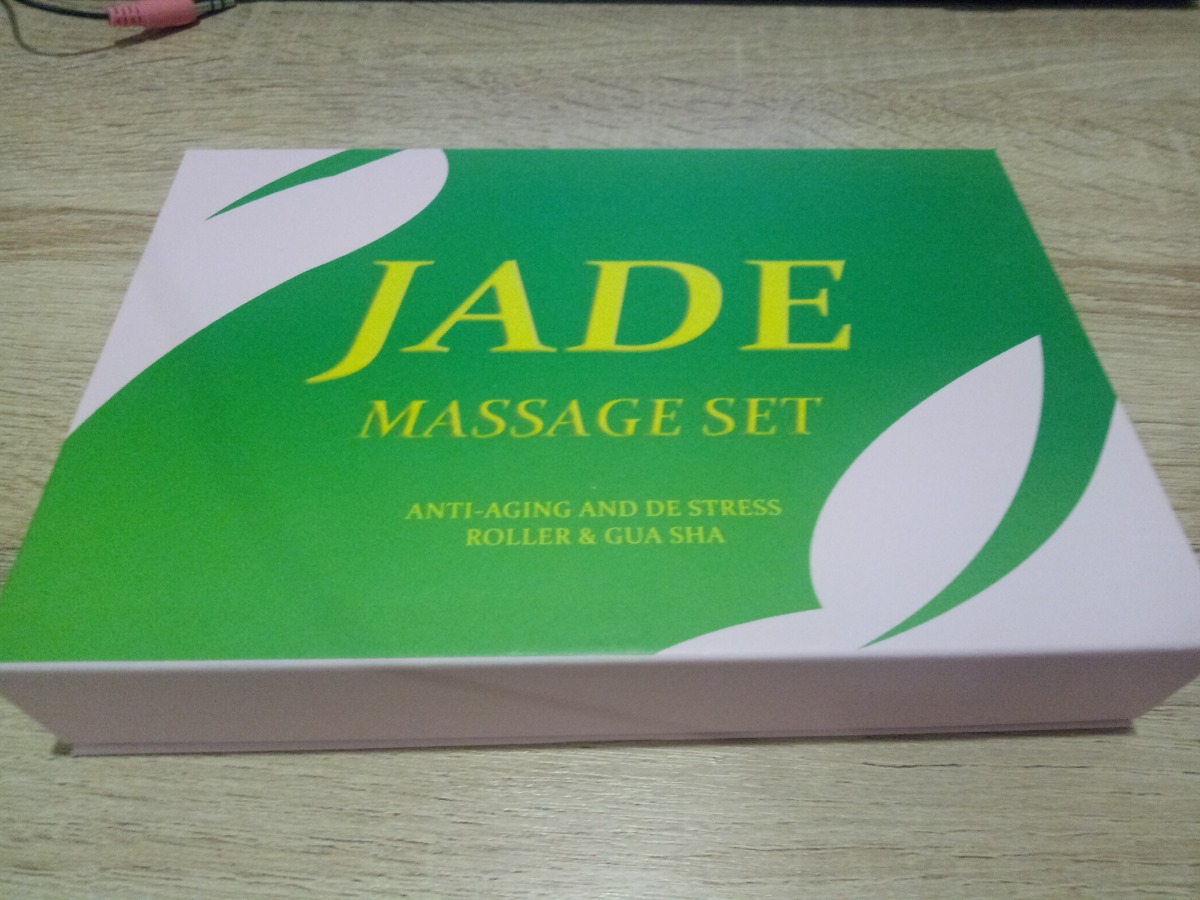 JADE
MASSAGE SET
ANTI-AGING AND DE STRESS
ROLLER & GUA SHA